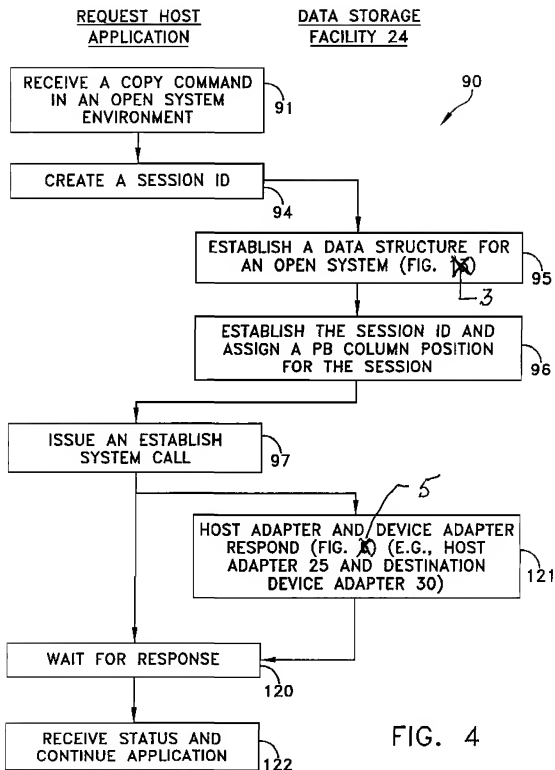 REQUEST HOST
APPLICATION
DATA STORAGE
FACILITY 24
90
RECEIVE A COPY COMMAND
IN AN OPEN SYSTEM
ENVIRONMENT
91
CREATE A SESSION ID
94
ESTABLISH A DATA STRUCTURE FOR
AN OPEN SYSTEM (FIG. )
3
95
ESTABLISH THE SESSION ID AND
ASSIGN A PB COLUMN POSITION
FOR THE SESSION
96
ISSUE AN ESTABLISH
SYSTEM CALL
97
5
HOST ADAPTER AND DEVICE ADAPTER
RESPOND (FIG. ) (E.G., HOST
ADAPTER 25 AND DESTINATION
DEVICE ADAPTER 30)
121
WAIT FOR RESPONSE
120
RECEIVE STATUS AND
CONTINUE APPLICATION
122
FIG. 4